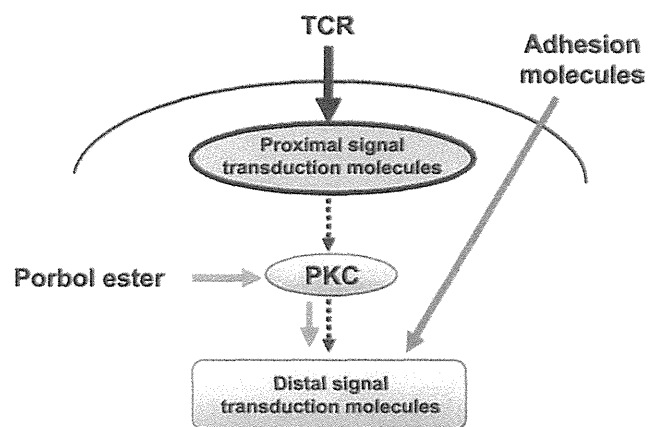 TCR
Adhesion
molecules
Proximal signal
transduction molecules
Porbol ester
PKC
Distal signal
transduction molecules